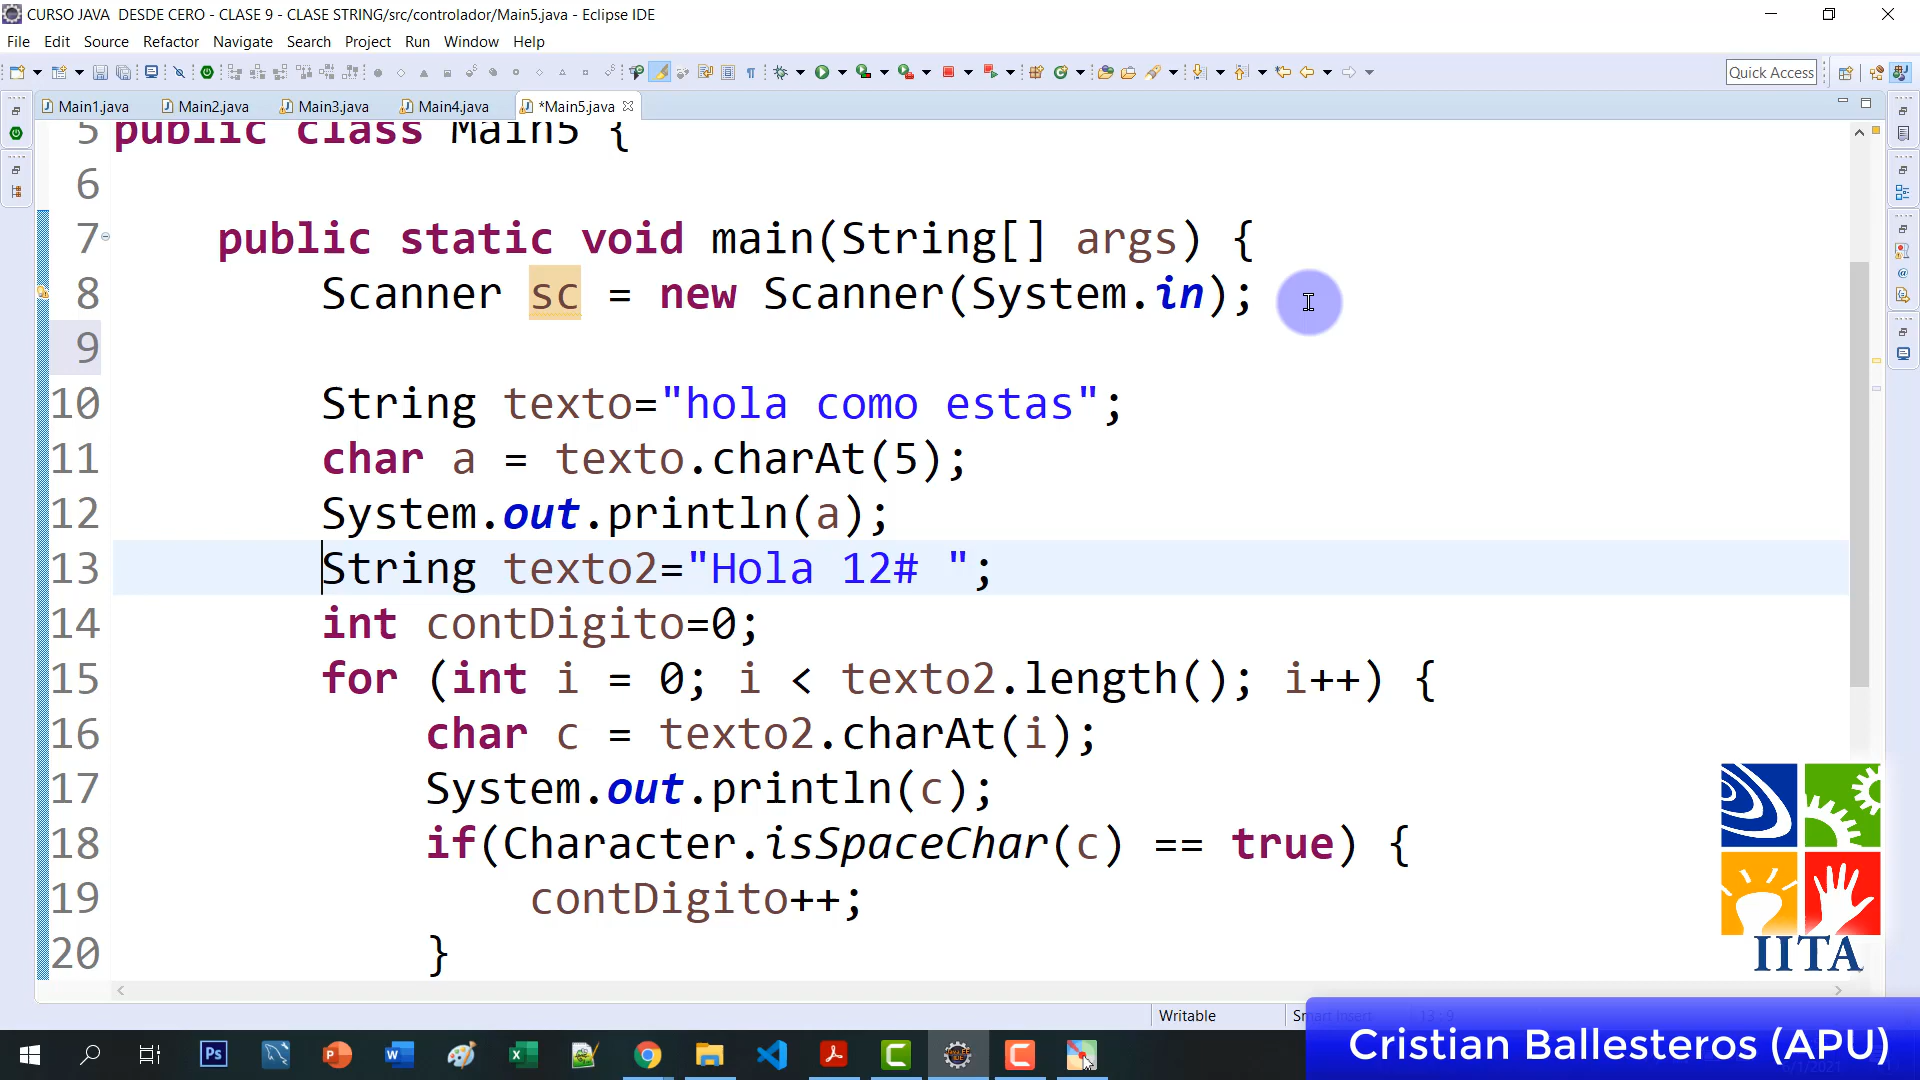 CURSO JAVA  DESDE CERO - CLASE 9 - CLASE STRING/src/controlador/Main5.java - Eclipse IDE
File Edit Source Refactor Navigate Search Project Run Window Help
Quick Access
Main1.java Main2.java Main3.java Main4.java *Main5.java
5 public class Main5 {
6
7 public static void main(String[] args) {
8 Scanner sc = new Scanner(System.in);
9
10 String texto="hola como estas";
11 char a = texto.charAt(5);
12 System.out.println(a);
13 String texto2="Hola 12# ";
14 int contDigito=0;
15 for (int i = 0; i < texto2.length(); i++) {
16 char c = texto2.charAt(i);
17 System.out.println(c);
18 if(Character.isSpaceChar(c) == true) {
19 contDigito++;
20 }
IITA
Writable
Cristian Ballesteros (APU)